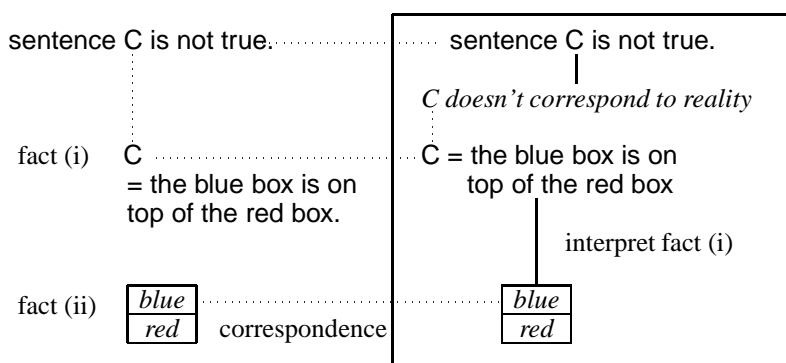 sentence C is not true. sentence C is not true.
C doesn't correspond to reality
fact (i) C C = the blue box is on
= the blue box is on top of the red box
top of the red box.
interpret fact (i)
fact (ii) blue blue
red correspondence red